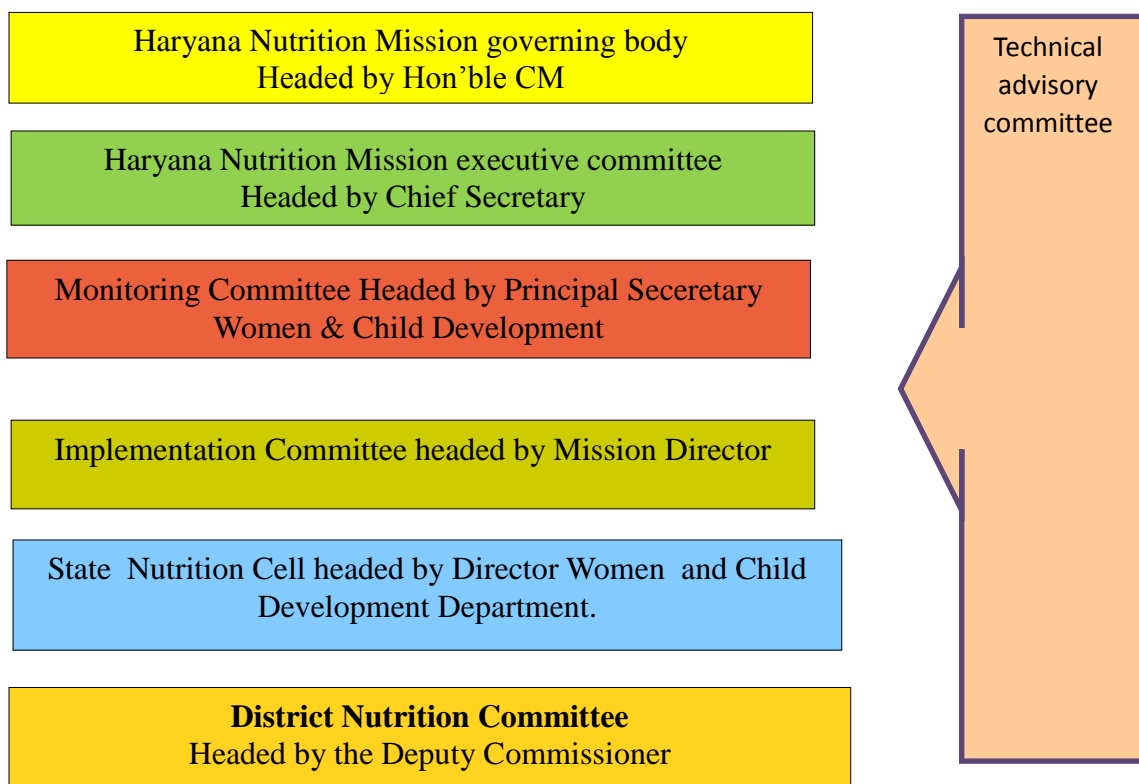 Haryana Nutrition Mission governing body
Headed by Hon’ble CM
Haryana Nutrition Mission executive committee
Headed by Chief Secretary
Monitoring Committee Headed by Principal Seceretary
Women & Child Development
Implementation Committee headed by Mission Director
State Nutrition Cell headed by Director Women and Child
Development Department.
District Nutrition Committee
Headed by the Deputy Commissioner
Technical
advisory
committee